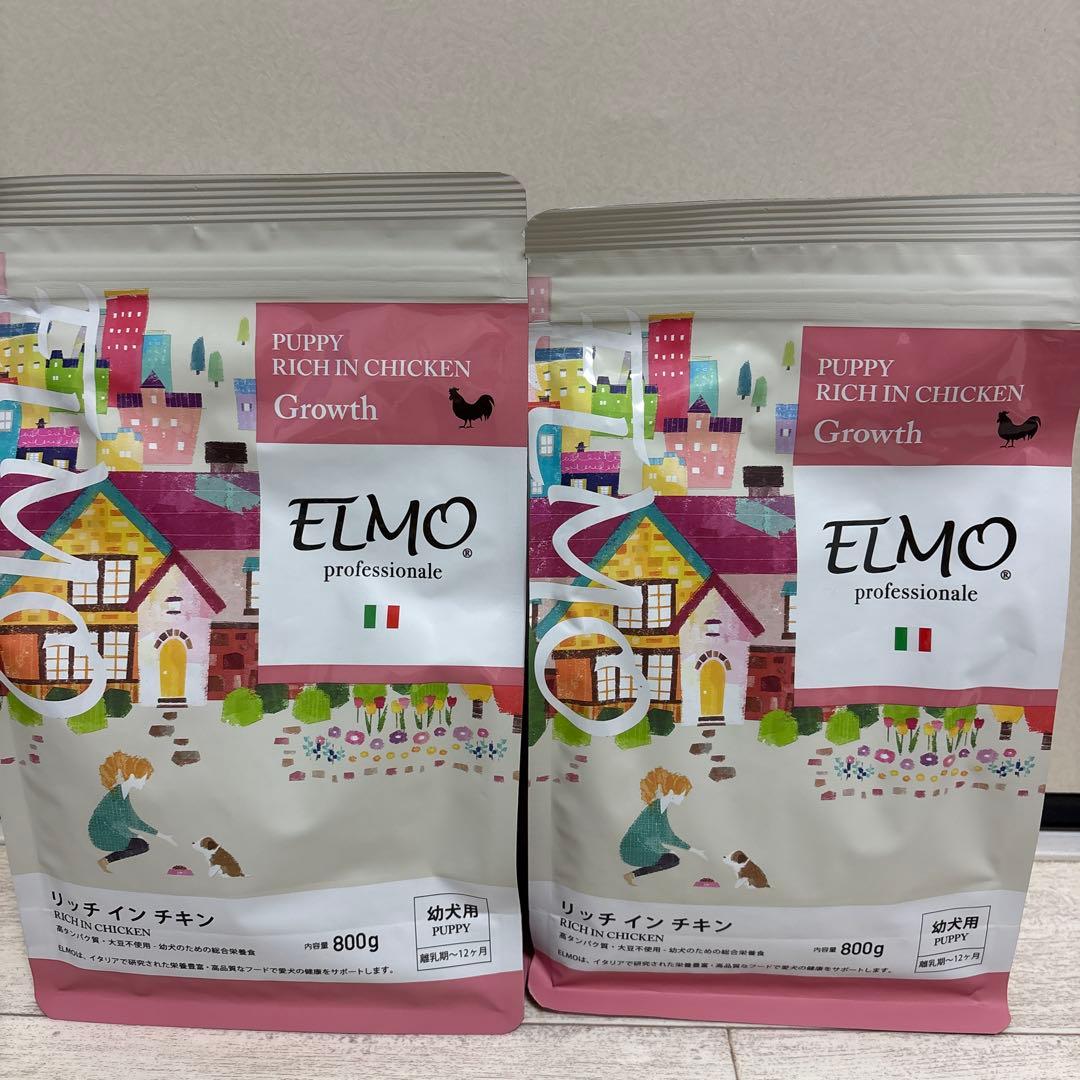 PUPPY
RICH IN CHICKEN
Growth
ELMO®
professionale
リッチ イン チキン
RICH IN CHICKEN
高タンパク質・大豆不使用 - 幼犬のための総合栄養食
内容量 800g
ELMOは、イタリアで研究された栄養豊富・高品質なフードで愛犬の健康をサポートします。
幼犬用
PUPPY
離乳期〜12ヶ月
PUPPY
RICH IN CHICKEN
Growth
ELMO®
professionale
リッチ イン チキン
RICH IN CHICKEN
高タンパク質・大豆不使用 - 幼犬のための総合栄養食
内容量 800g
ELMOは、イタリアで研究された栄養豊富・高品質なフードで愛犬の健康をサポートします。
幼犬用
PUPPY
離乳期〜12ヶ月